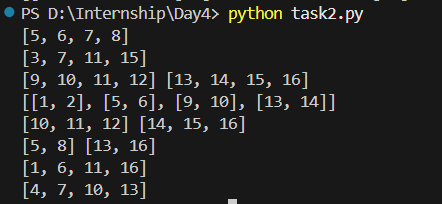 PS D:\Internship\Day4> python task2.py
[5, 6, 7, 8]
[3, 7, 11, 15]
[9, 10, 11, 12] [13, 14, 15, 16]
[[1, 2], [5, 6], [9, 10], [13, 14]]
[10, 11, 12] [14, 15, 16]
[5, 8] [13, 16]
[1, 6, 11, 16]
[4, 7, 10, 13]